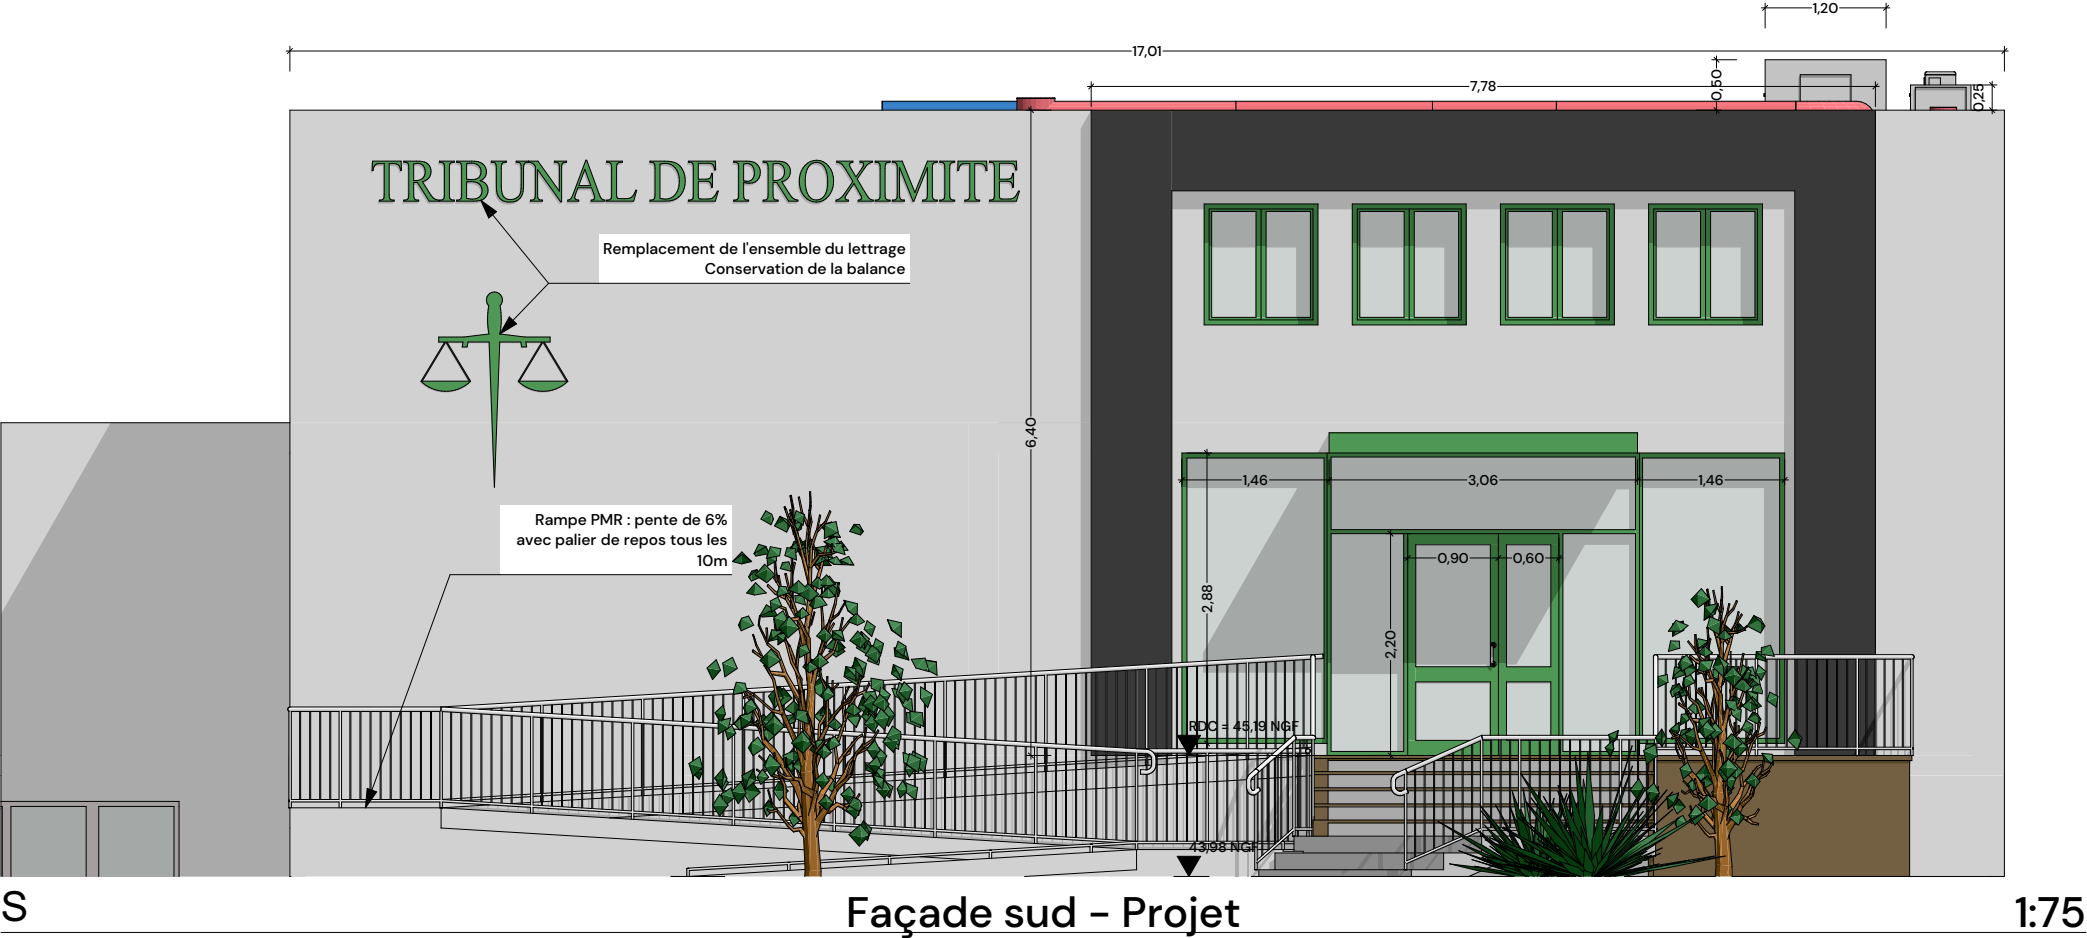 1,20
17,01
7,78
0,50
0,25
TRIBUNAL DE PROXIMITE
Remplacement de l'ensemble du lettrage
Conservation de la balance
6,40
1,46
3,06
1,46
Rampe PMR : pente de 6%
avec palier de repos tous les
10m
0,90
0,60
2,88
2,20
RDC = 45,19 NGF
43,98 NGF
S
Façade sud - Projet
1:75